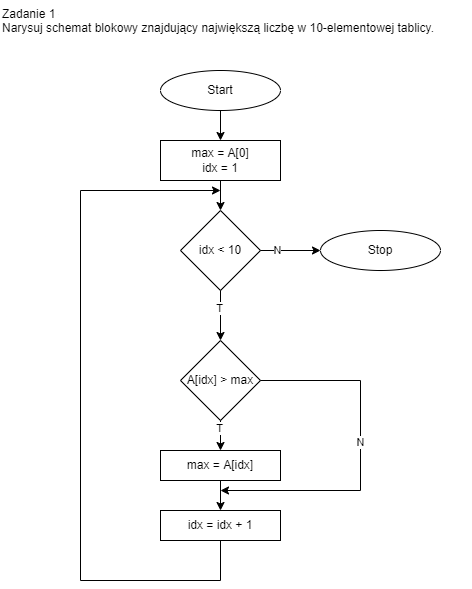 Zadanie 1
Narysuj schemat blokowy znajdujący największą liczbę w 10-elementowej tablicy.
Start
max = A[0]
idx = 1
idx < 10
N
Stop
T
A[idx] > max
N
T
max = A[idx]
idx = idx + 1